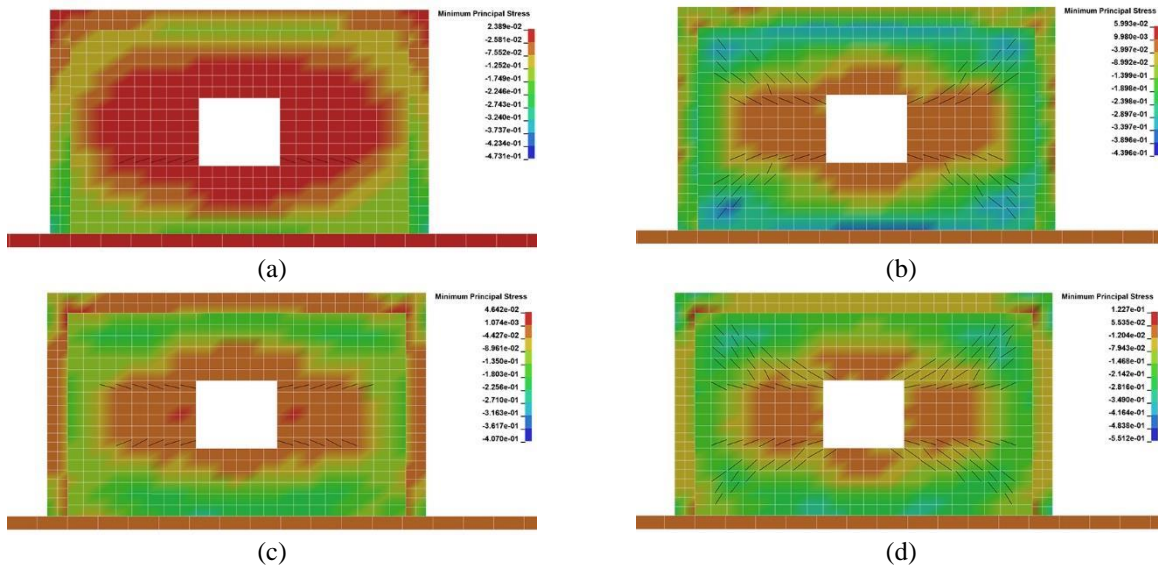 Minimum Principal Stress
2.389e-02
-2.581e-02
-7.552e-02
-1.252e-01
-1.749e-01
-2.246e-01
-2.743e-01
-3.240e-01
-3.737e-01
-4.234e-01
-4.731e-01
(a)
Minimum Principal Stress
5.993e-02
9.980e-03
-3.997e-02
-8.992e-02
-1.399e-01
-1.898e-01
-2.398e-01
-2.897e-01
-3.397e-01
-3.896e-01
-4.396e-01
(b)
Minimum Principal Stress
4.642e-02
1.074e-03
-4.427e-02
-8.961e-02
-1.350e-01
-1.803e-01
-2.256e-01
-2.710e-01
-3.163e-01
-3.617e-01
-4.070e-01
(c)
Minimum Principal Stress
1.227e-01
5.535e-02
-1.204e-02
-7.943e-02
-1.468e-01
-2.142e-01
-2.816e-01
-3.490e-01
-4.164e-01
-4.838e-01
-5.512e-01
(d)